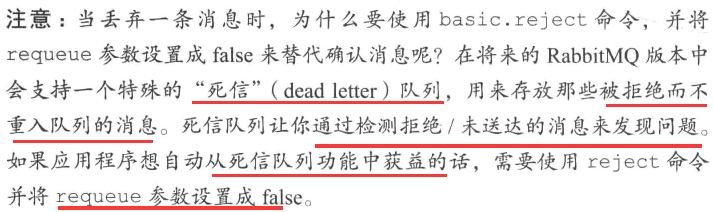 注意：当丢弃一条消息时，为什么要使用 basic.reject 命令，并将
requeue 参数设置成 false 来替代确认消息呢？在将来的 RabbitMQ 版本中
会支持一个特殊的“死信”（dead letter）队列，用来存放那些被拒绝而不
重入队列的消息。死信队列让你通过检测拒绝/未送达的消息来发现问题。
如果应用程序想自动从死信队列功能中获益的话，需要使用 reject 命令
并将 requeue 参数设置成 false。